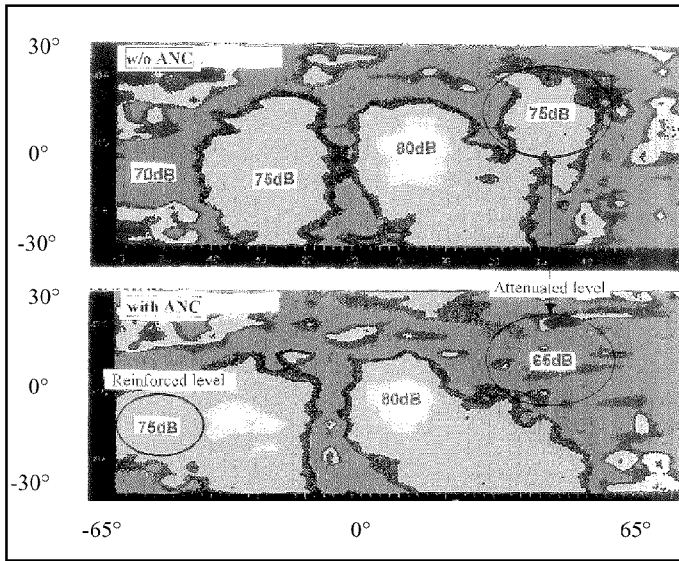 30°
w/o ANC
75dB
80dB
0°
70dB
75dB
-30°
Attenuated level
30°
with ANC
65dB
0°
Reinforced level
80dB
75dB
-30°
-65°
0°
65°